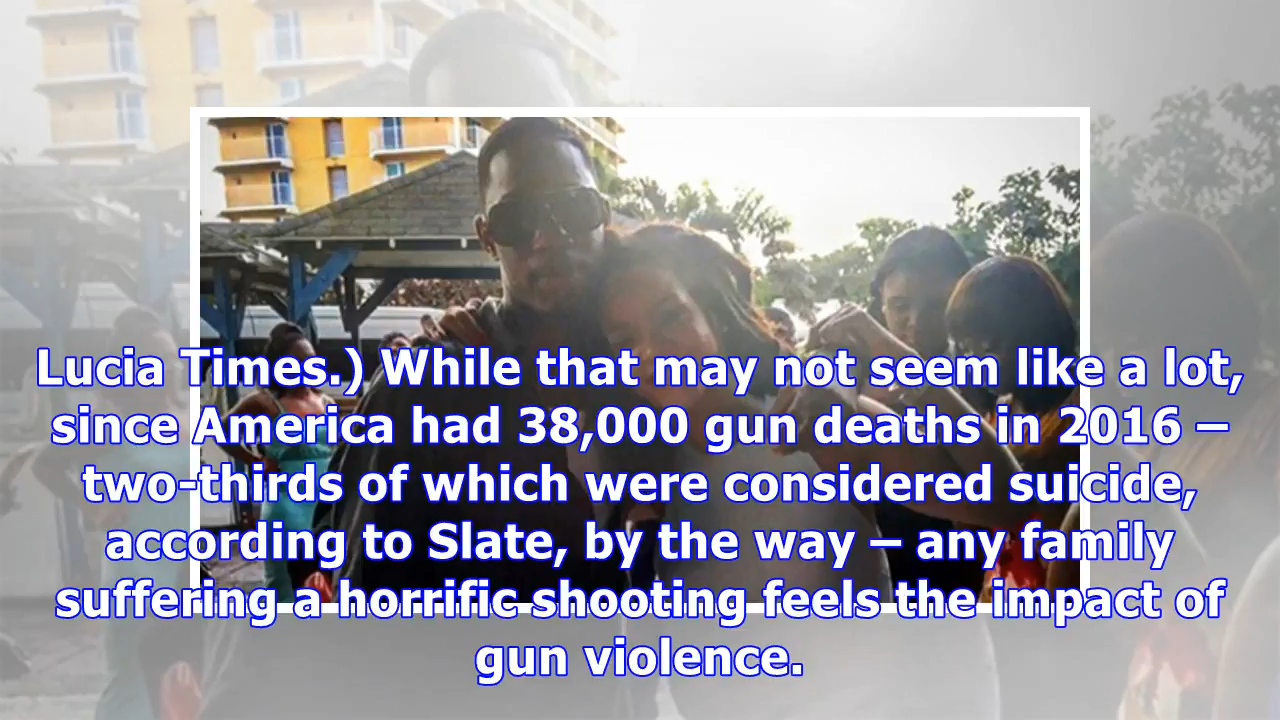 Lucia Times.) While that may not seem like a lot,
since America had 38,000 gun deaths in 2016 –
two-thirds of which were considered suicide,
according to Slate, by the way – any family
suffering a horrific shooting feels the impact of
gun violence.